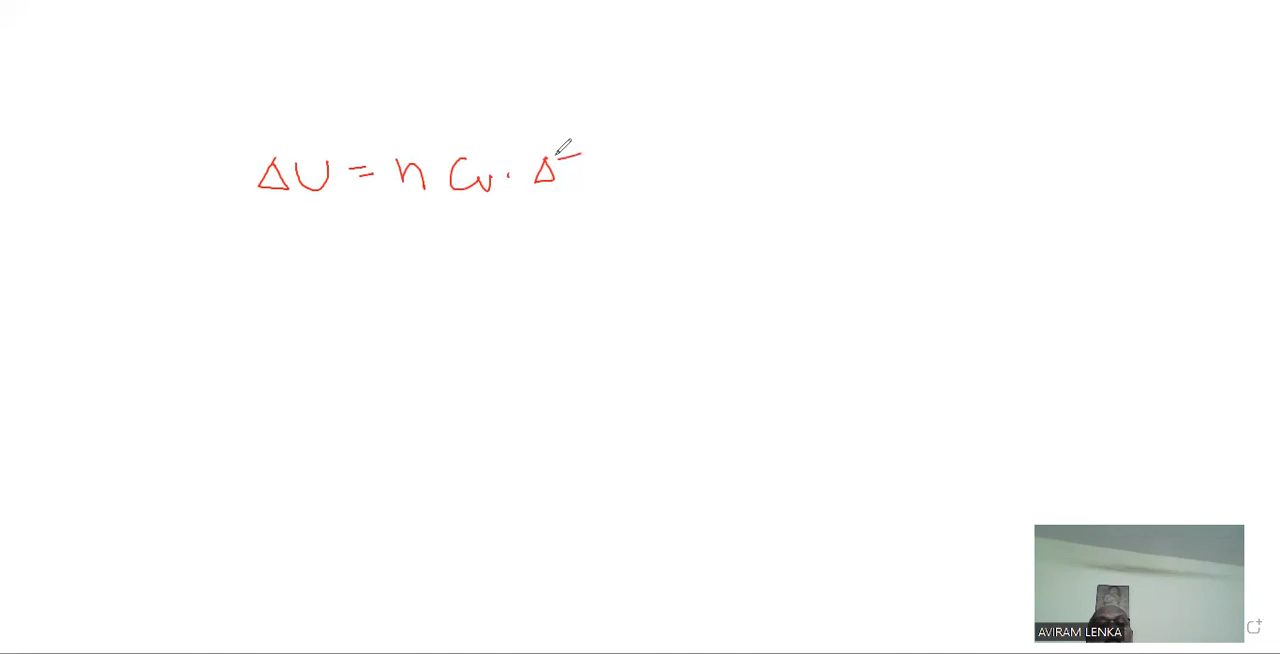 ΔU = n Cv · Δ
AVIRAM LENKA